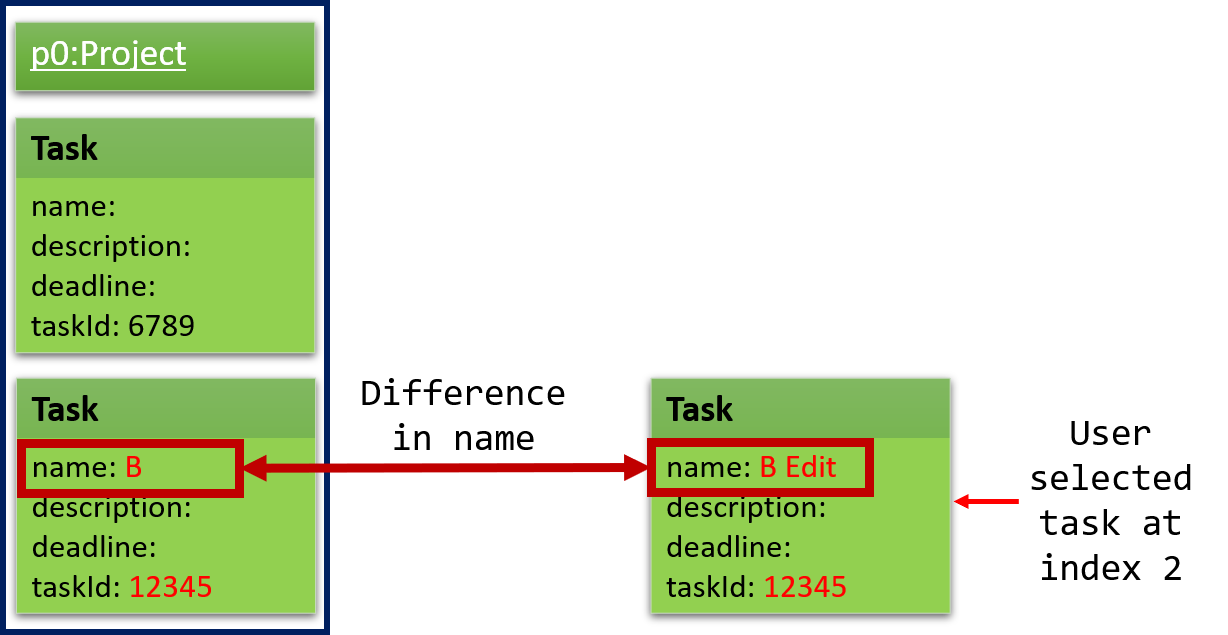 p0:Project
Task
name:
description:
deadline:
taskId: 6789
Task
name: B
description:
deadline:
taskId: 12345
Difference
in name
Task
name: B Edit
description:
deadline:
taskId: 12345
User
selected
task at
index 2